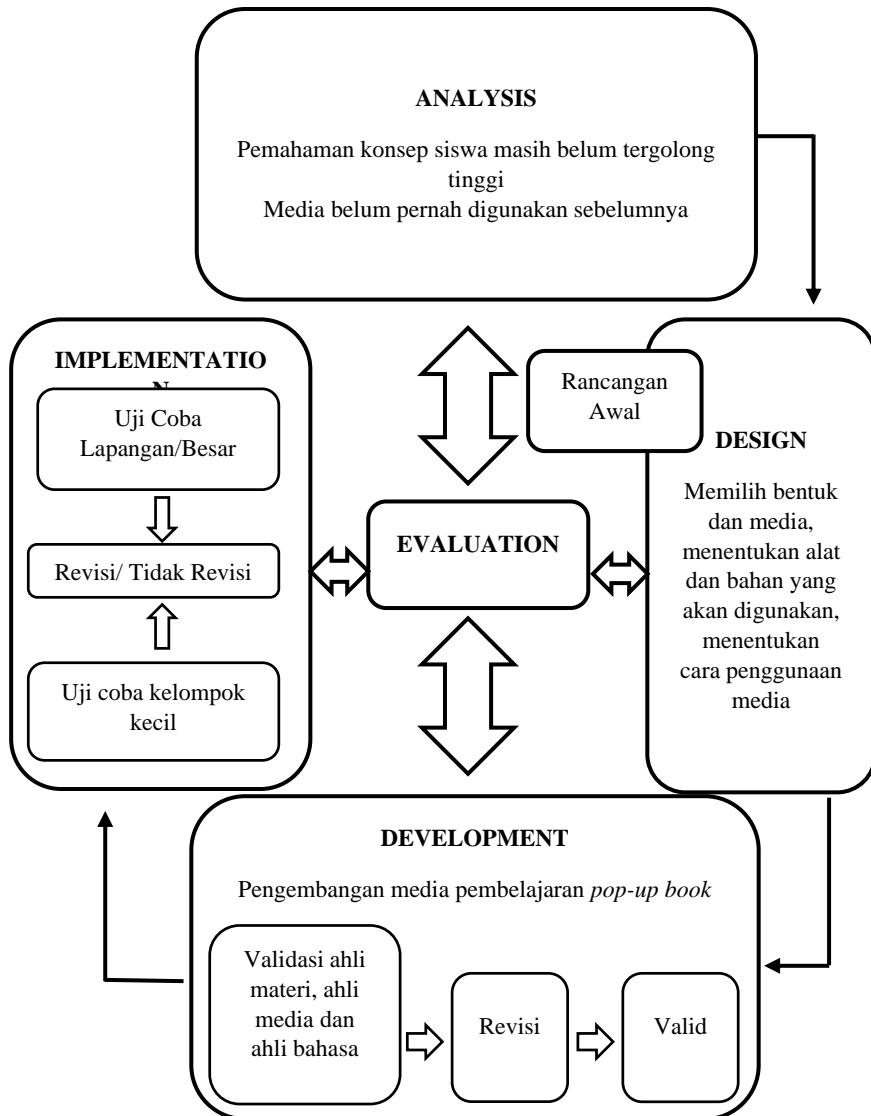 ANALYSIS
Pemahaman konsep siswa masih belum tergolong
tinggi
Media belum pernah digunakan sebelumnya
IMPLEMENTATIO
N
Uji Coba
Lapangan/Besar
Revisi/ Tidak Revisi
Uji coba kelompok
kecil
EVALUATION
Rancangan
Awal
DESIGN
Memilih bentuk
dan media,
menentukan alat
dan bahan yang
akan digunakan,
menentukan
cara penggunaan
media
DEVELOPMENT
Pengembangan media pembelajaran pop-up book
Validasi ahli
materi, ahli
media dan
ahli bahasa
Revisi
Valid